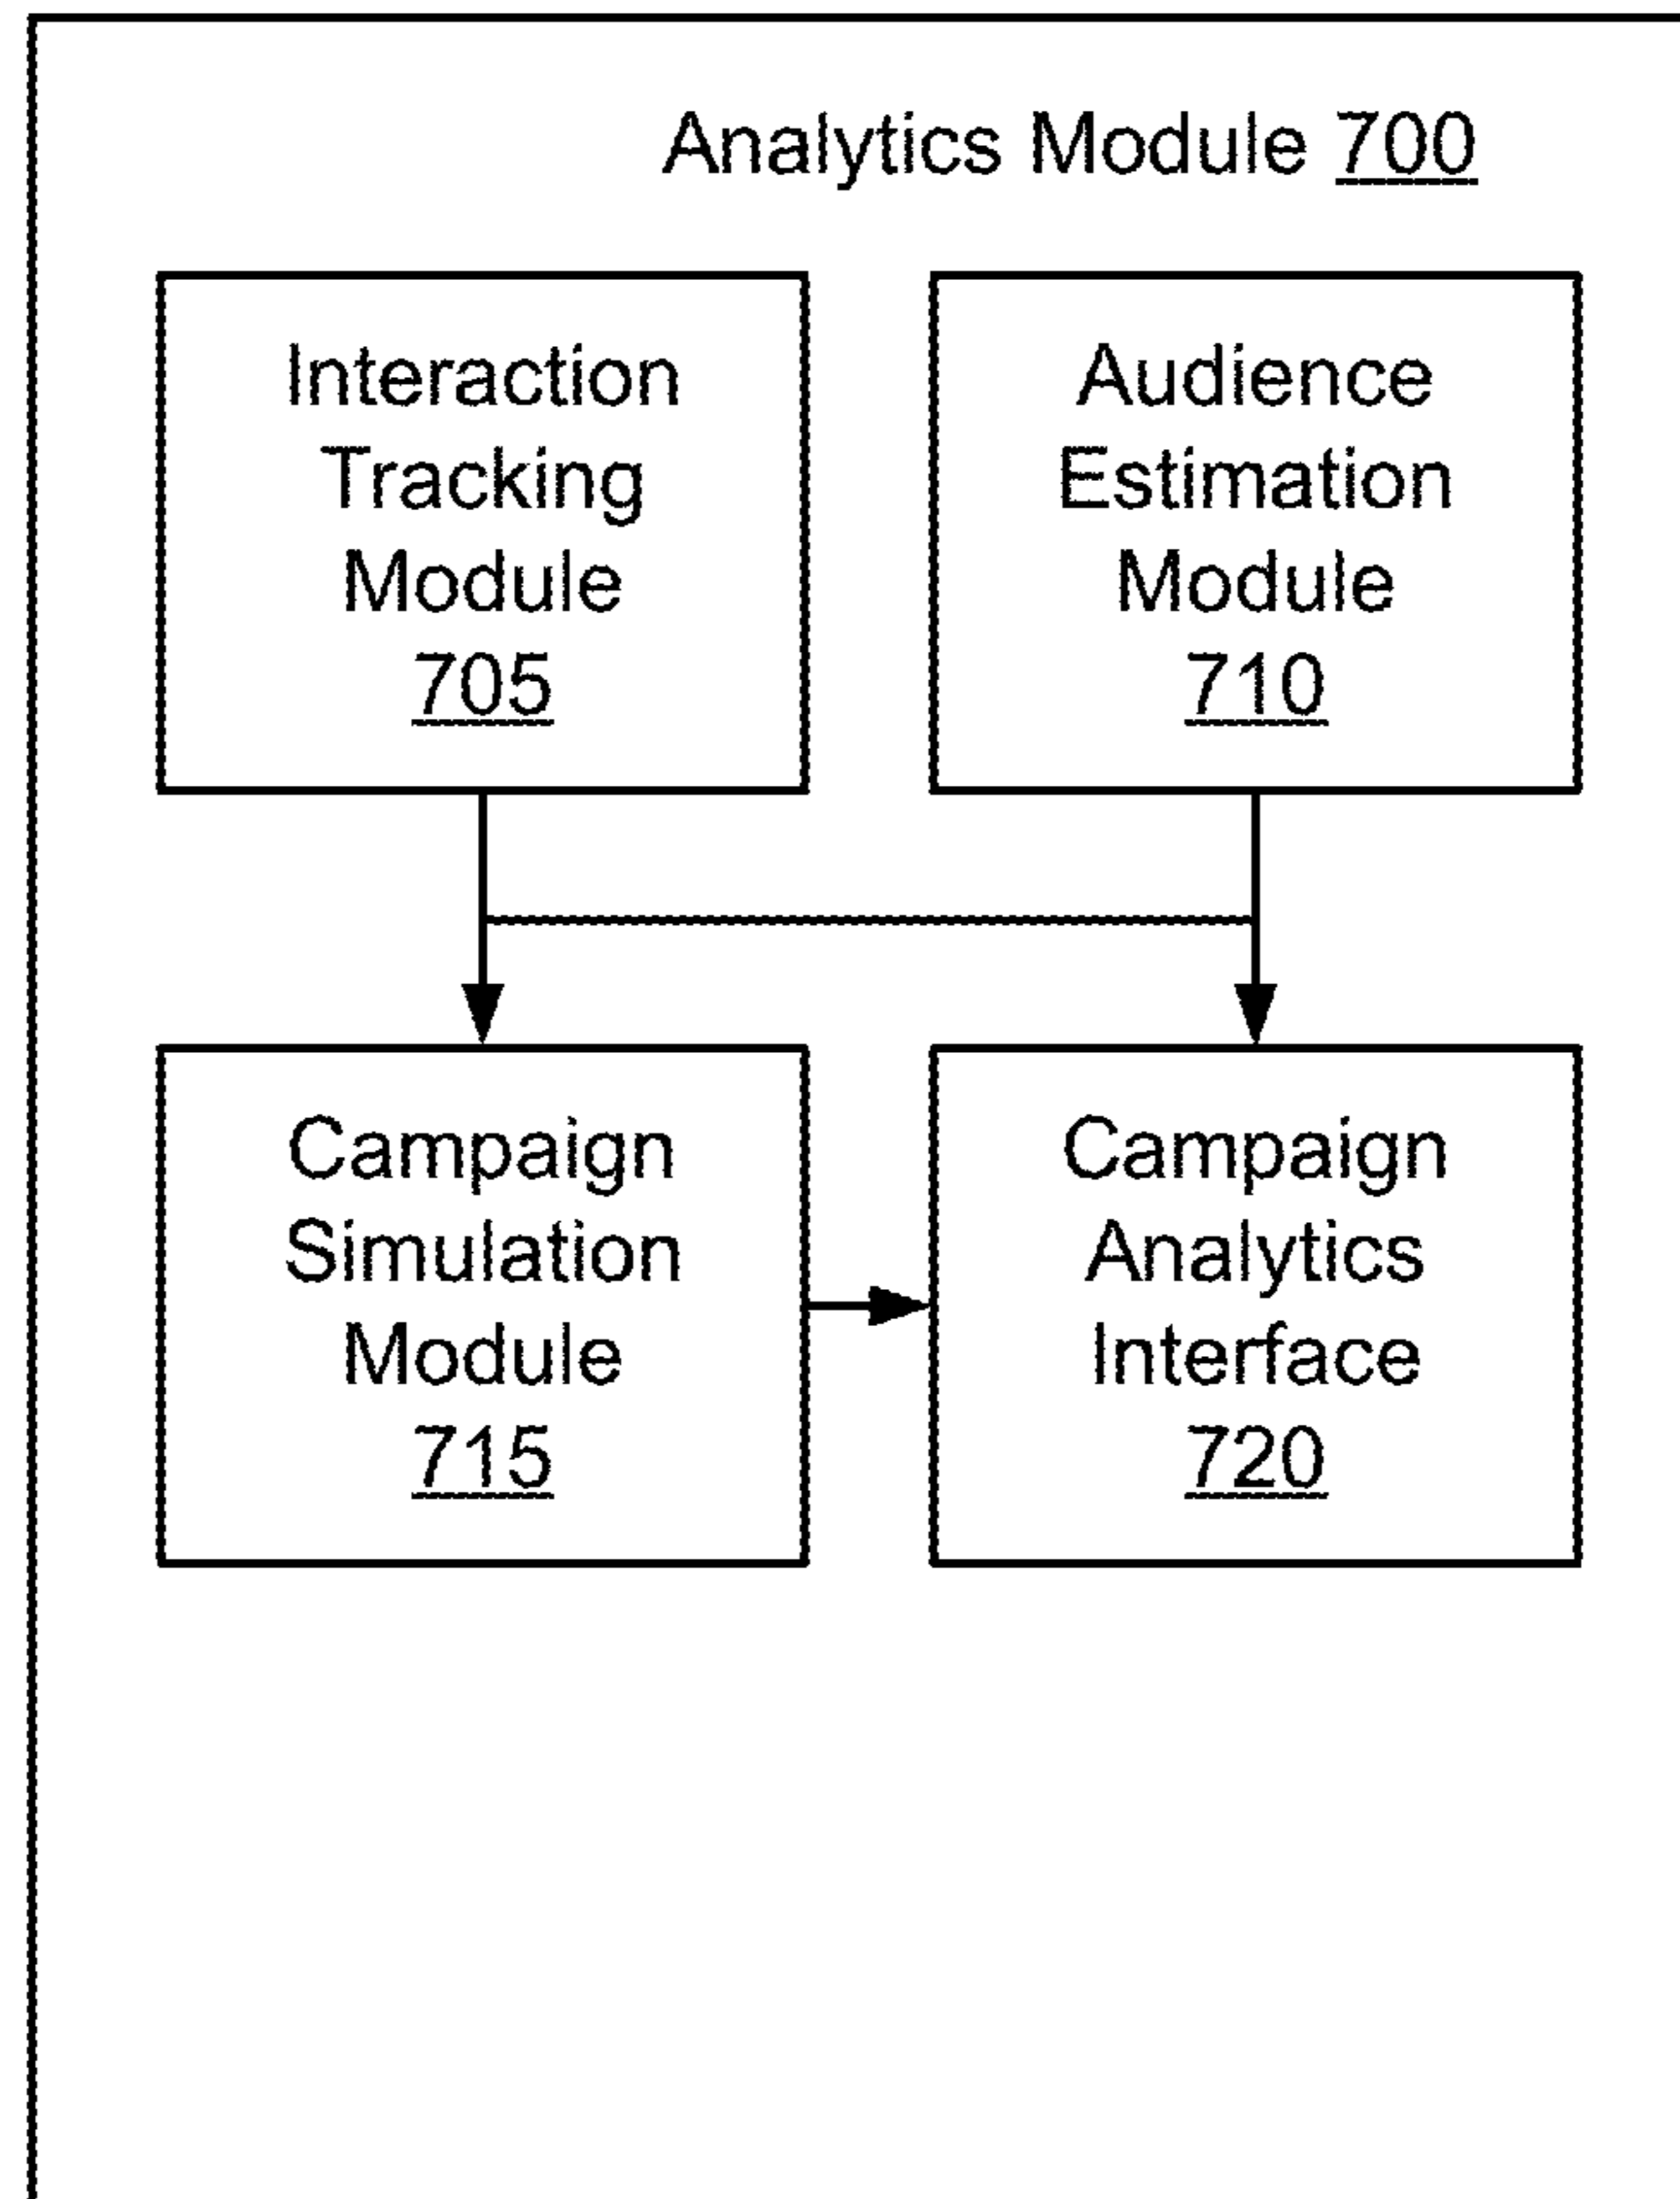 Analytics Module 700
Interaction
Tracking
Module
705
Audience
Estimation
Module
710
Campaign
Simulation
Module
715
Campaign
Analytics
Interface
720